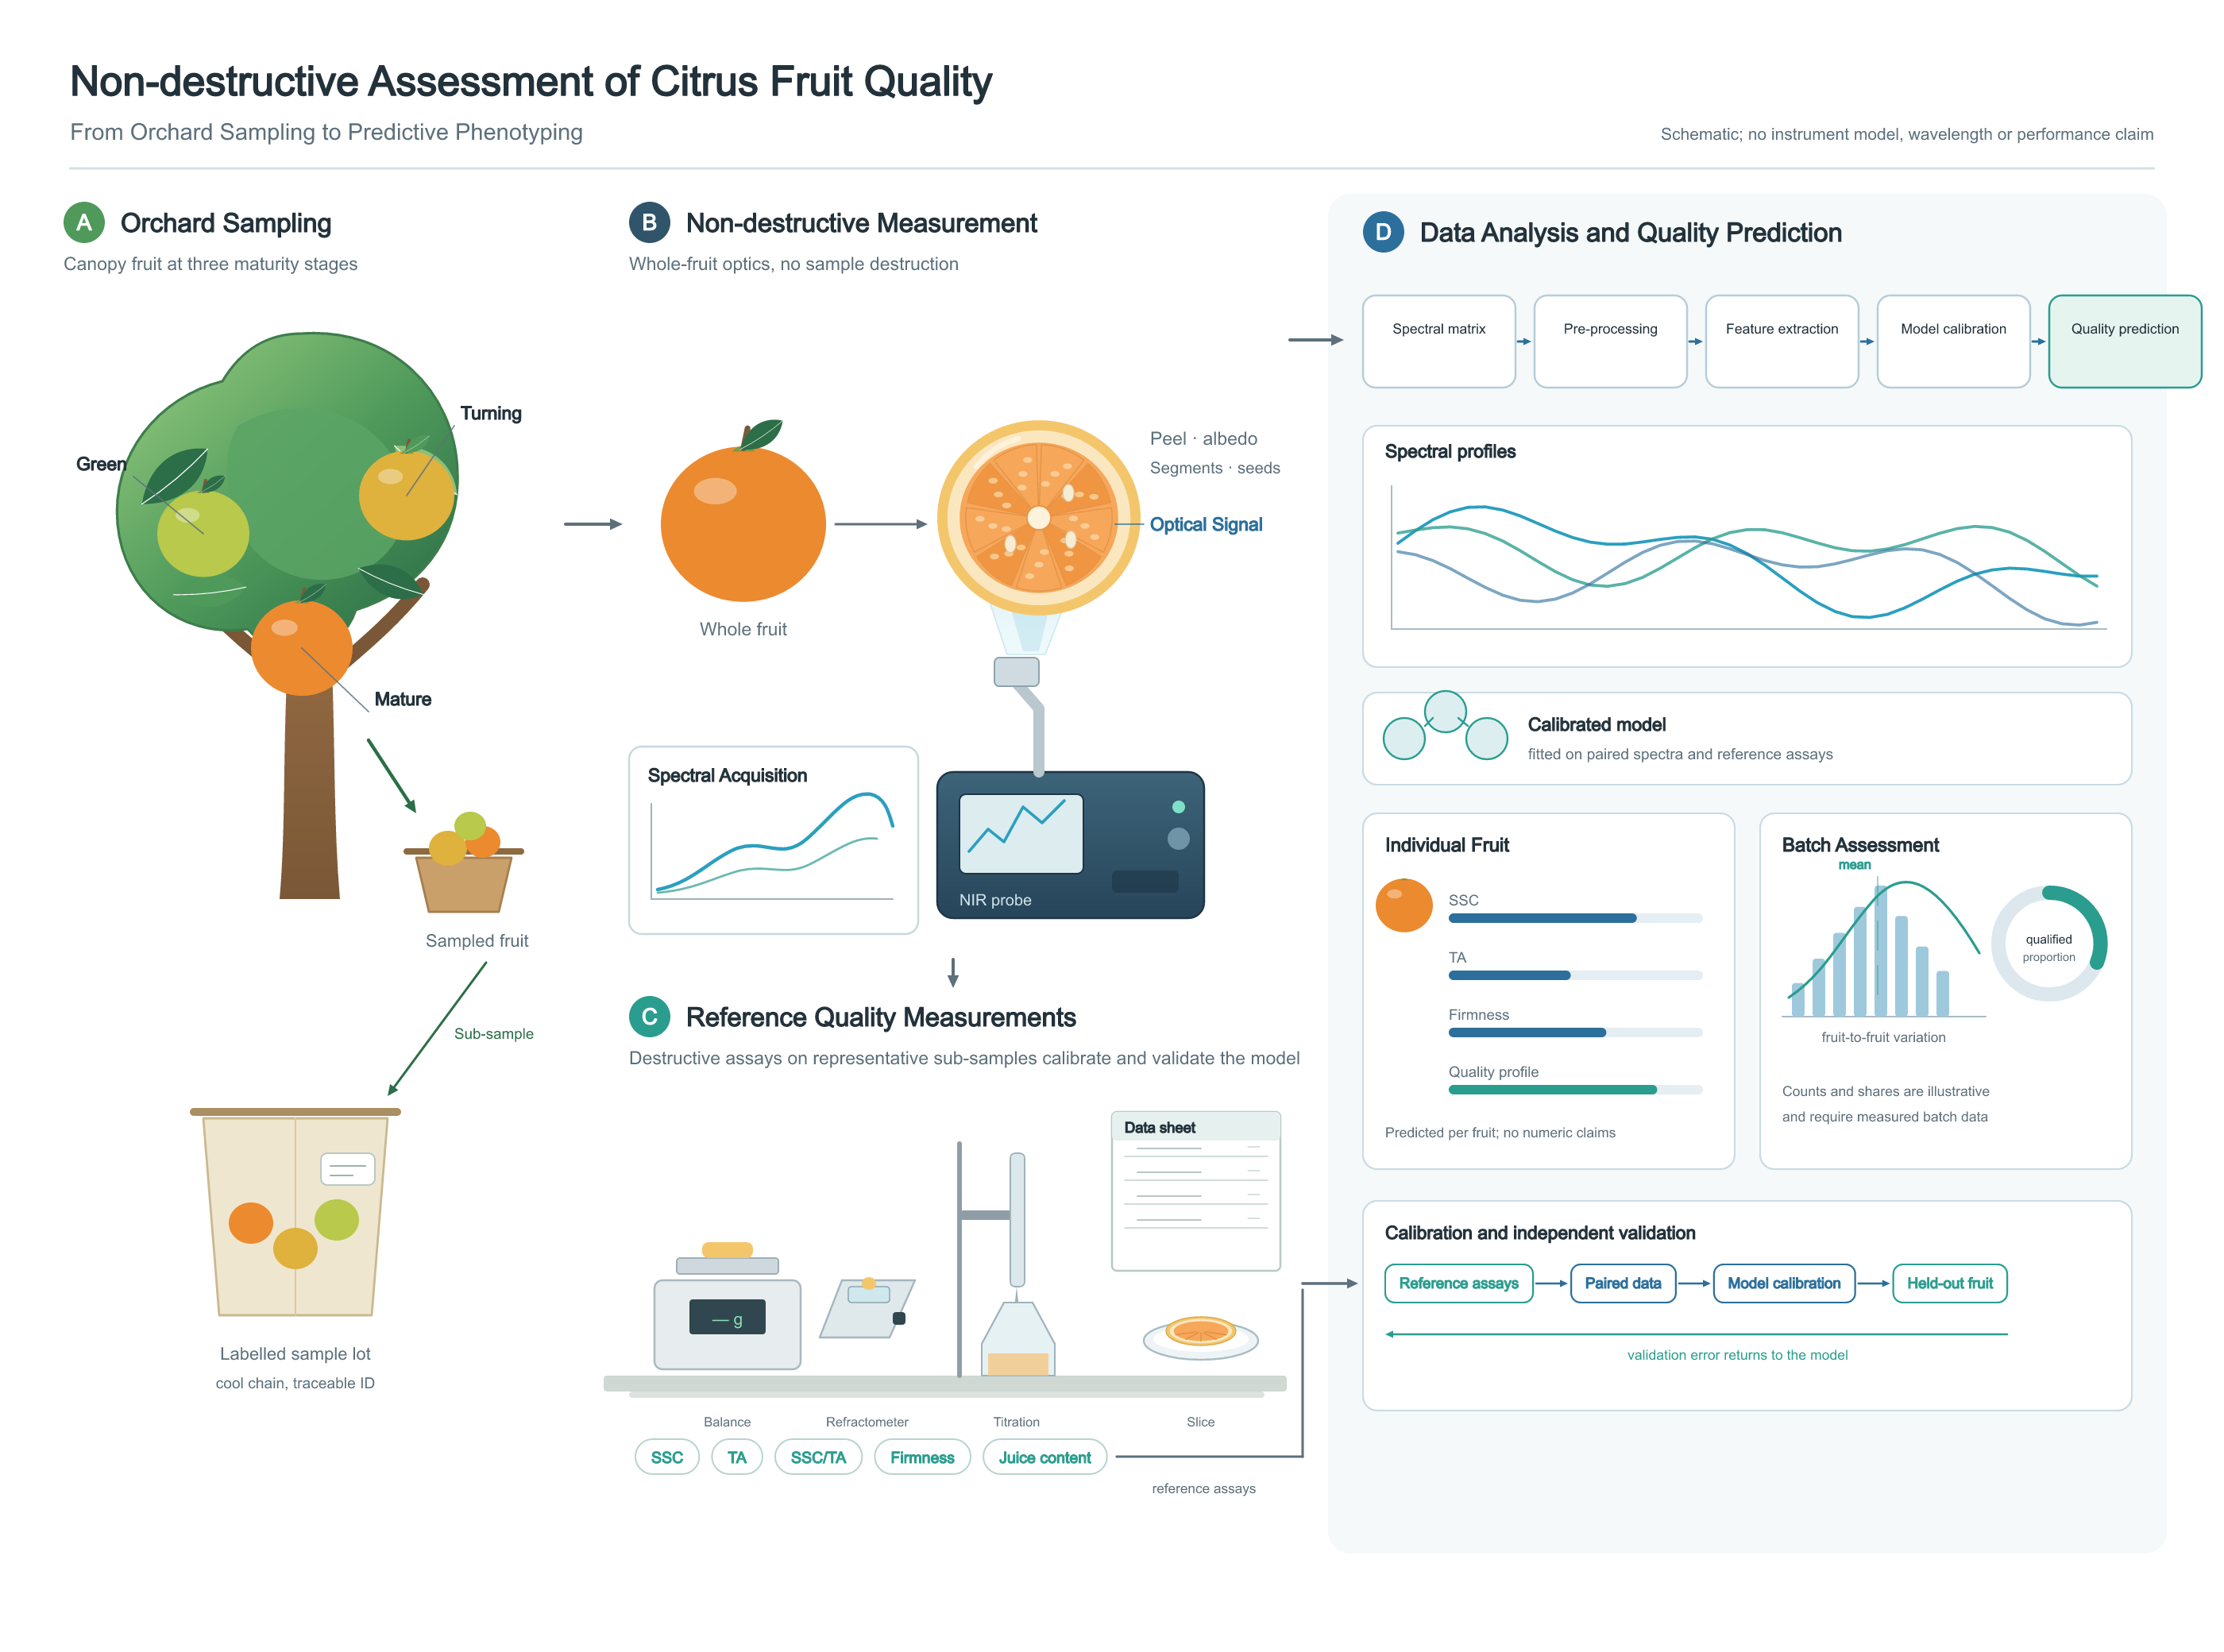 Non-destructive Assessment of Citrus Fruit Quality
From Orchard Sampling to Predictive Phenotyping
Schematic; no instrument model, wavelength or performance claim
A
Orchard Sampling
Canopy fruit at three maturity stages
Green
Turning
Mature
Sampled fruit
Sub-sample
Labelled sample lot
cool chain, traceable ID
B
Non-destructive Measurement
Whole-fruit optics, no sample destruction
Whole fruit
Peel · albedo
Segments · seeds
Optical Signal
Spectral Acquisition
NIR probe
C
Reference Quality Measurements
Destructive assays on representative sub-samples calibrate and validate the model
Data sheet
— g
Balance
Refractometer
Titration
Slice
SSC
TA
SSC/TA
Firmness
Juice content
reference assays
D
Data Analysis and Quality Prediction
Spectral matrix
Pre-processing
Feature extraction
Model calibration
Quality prediction
Spectral profiles
Calibrated model
fitted on paired spectra and reference assays
Individual Fruit
SSC
TA
Firmness
Quality profile
Predicted per fruit; no numeric claims
Batch Assessment
mean
qualified
proportion
fruit-to-fruit variation
Counts and shares are illustrative
and require measured batch data
Calibration and independent validation
Reference assays
Paired data
Model calibration
Held-out fruit
validation error returns to the model